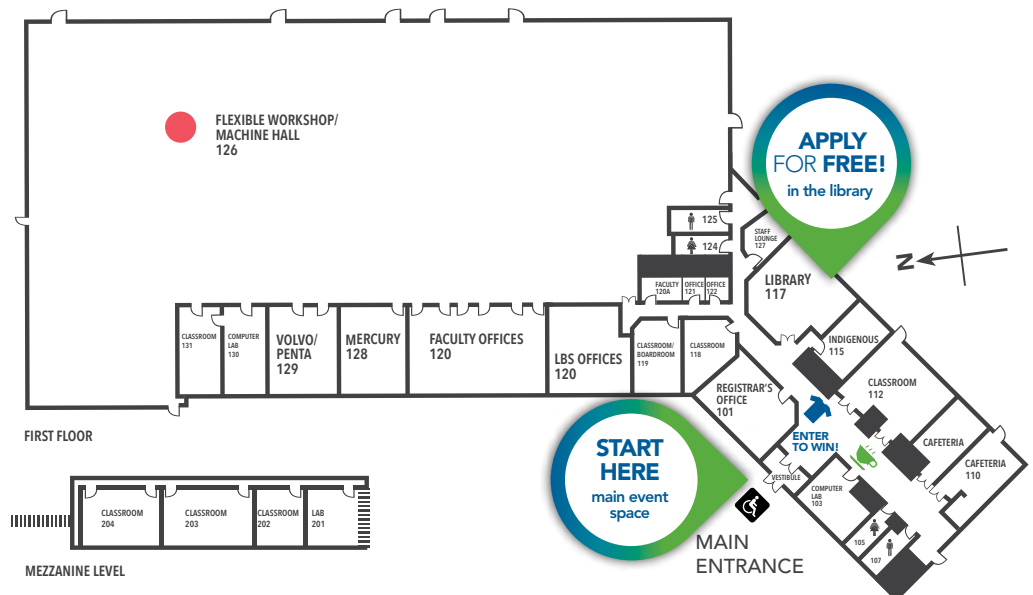 FLEXIBLE WORKSHOP/
MACHINE HALL
126
APPLY
FOR FREE!
in the library
125
124
STAFF
LOUNGE
127
N
FACULTY
120A
OFFICE
121
OFFICE
122
LIBRARY
117
CLASSROOM
131
COMPUTER
LAB
130
VOLVO/
PENTA
129
MERCURY
128
FACULTY OFFICES
120
LBS OFFICES
120
CLASSROOM/
BOARDROOM
119
CLASSROOM
118
INDIGENOUS
115
REGISTRAR'S
OFFICE
101
CLASSROOM
112
ENTER
TO WIN!
CAFETERIA
CAFETERIA
110
FIRST FLOOR
START
HERE
main event
space
VESTIBULE
COMPUTER
LAB
103
105
107
MAIN
ENTRANCE
CLASSROOM
204
CLASSROOM
203
CLASSROOM
202
LAB
201
MEZZANINE LEVEL